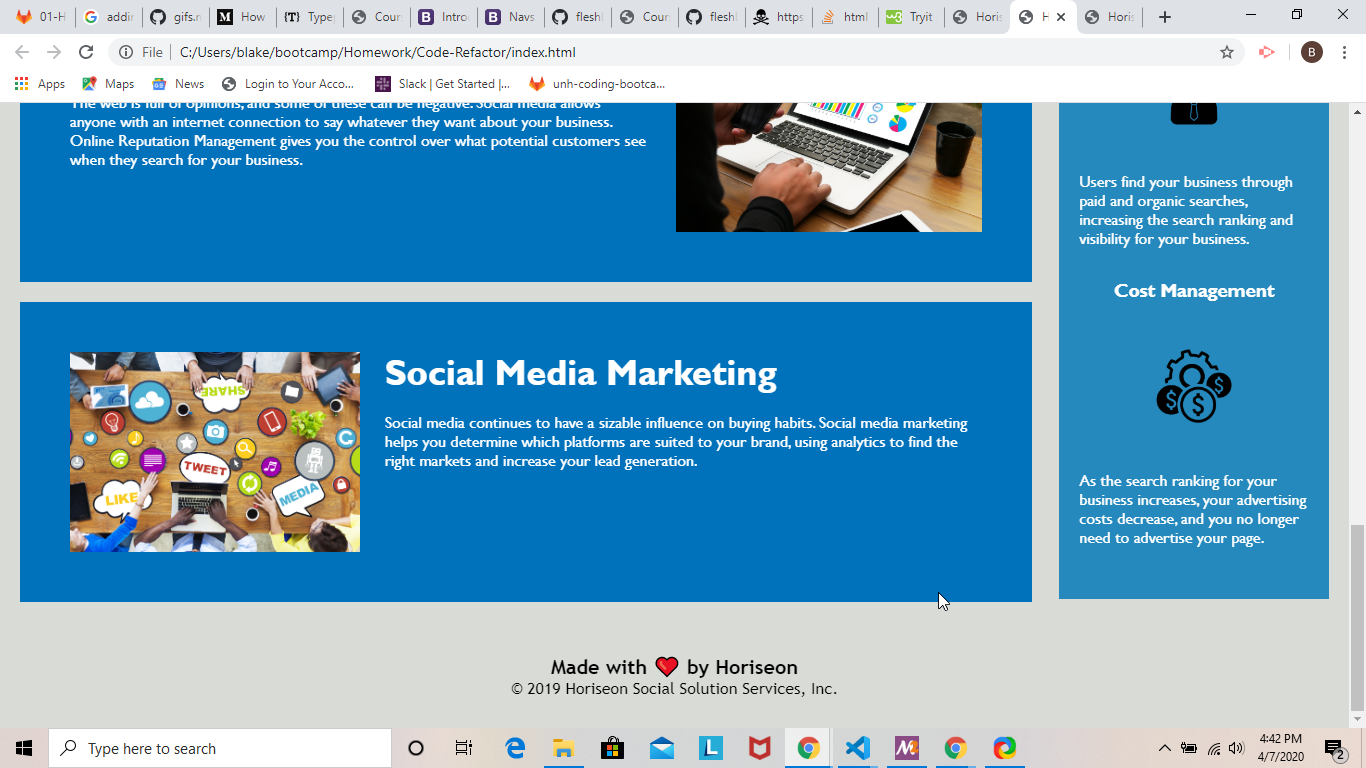 01-H
addin
gifs.n
How
{T} Type
Cour
B Intro
B Navs
flesh
Cour
flesh
https
html
w3 Tryit
Horis
H
Horis
File
C:/Users/blake/bootcamp/Homework/Code-Refactor/index.html
B
Apps
Maps
News
Login to Your Acco...
Slack | Get Started |...
unh-coding-bootca...
The web is full of opinions, and some of these can be negative. Social media allows
anyone with an internet connection to say whatever they want about your business.
Online Reputation Management gives you the control over what potential customers see
when they search for your business.
Users find your business through
paid and organic searches,
increasing the search ranking and
visibility for your business.
Cost Management
As the search ranking for your
business increases, your advertising
costs decrease, and you no longer
need to advertise your page.
Social Media Marketing
Social media continues to have a sizable influence on buying habits. Social media marketing
helps you determine which platforms are suited to your brand, using analytics to find the
right markets and increase your lead generation.
SHARE
TWEET
LIKE
MEDIA
Made with ❤ by Horiseon
© 2019 Horiseon Social Solution Services, Inc.
Type here to search
4:42 PM
4/7/2020
2